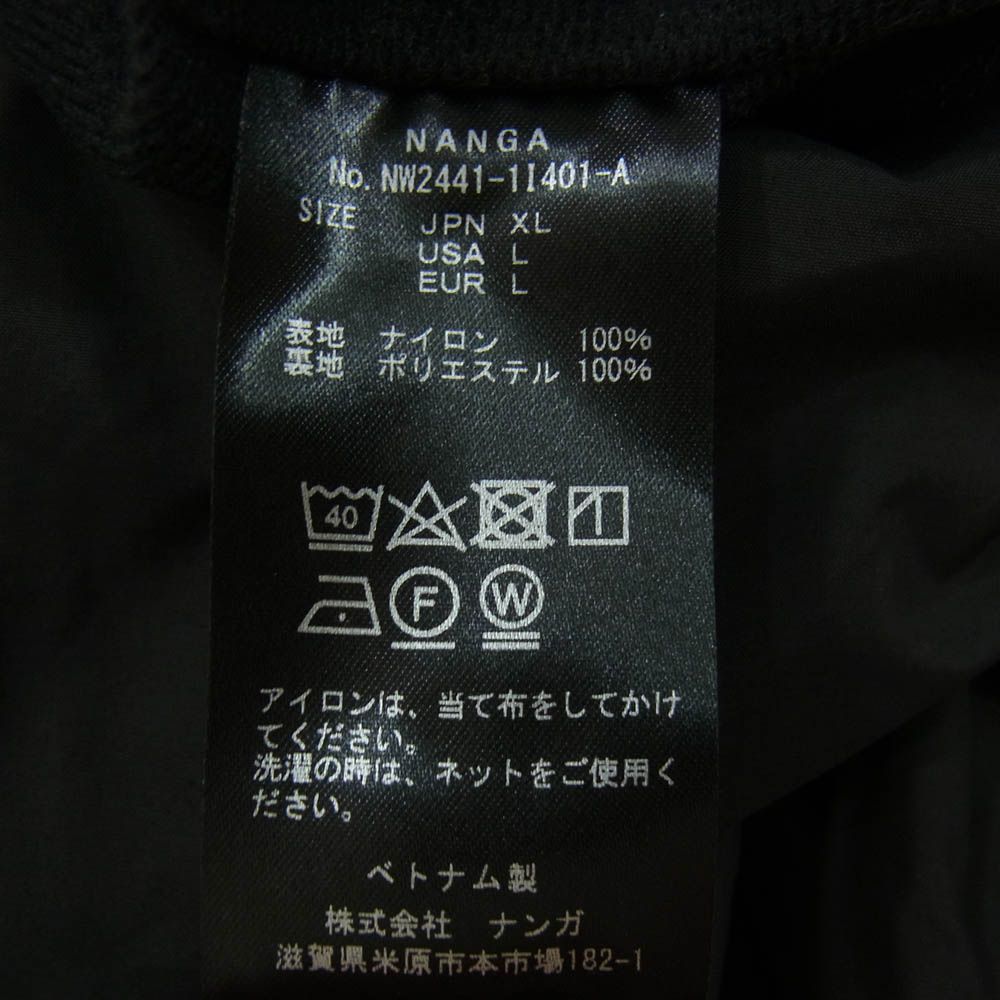 NANGA
No. NW2441-1I401-A
SIZE JPN XL
USA L
EUR L
表地 ナイロン 100%
裏地 ポリエステル 100%
40
F W
アイロンは、当て布をしてかけ
てください。
洗濯の時は、ネットをご使用く
ださい。
ベトナム製
株式会社 ナンガ
滋賀県米原市本市場182-1